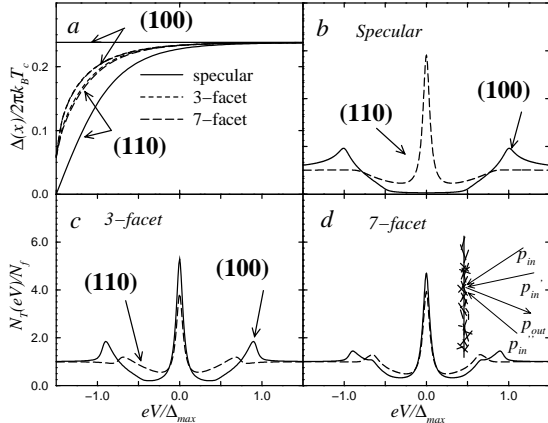 a
(100)
(110)
specular
3−facet
7−facet
Δ(x)/2πk_BT_c
0.2
0.1
0.0
b
Specular
(110)
(100)
c
3−facet
(110)
(100)
N_T(eV)/N_f
6.0
4.0
2.0
0.0
−1.0
0.0
1.0
eV/Δ_max
d
7−facet
p_in
p_in'
p_out
p_in''
−1.0
0.0
1.0
eV/Δ_max